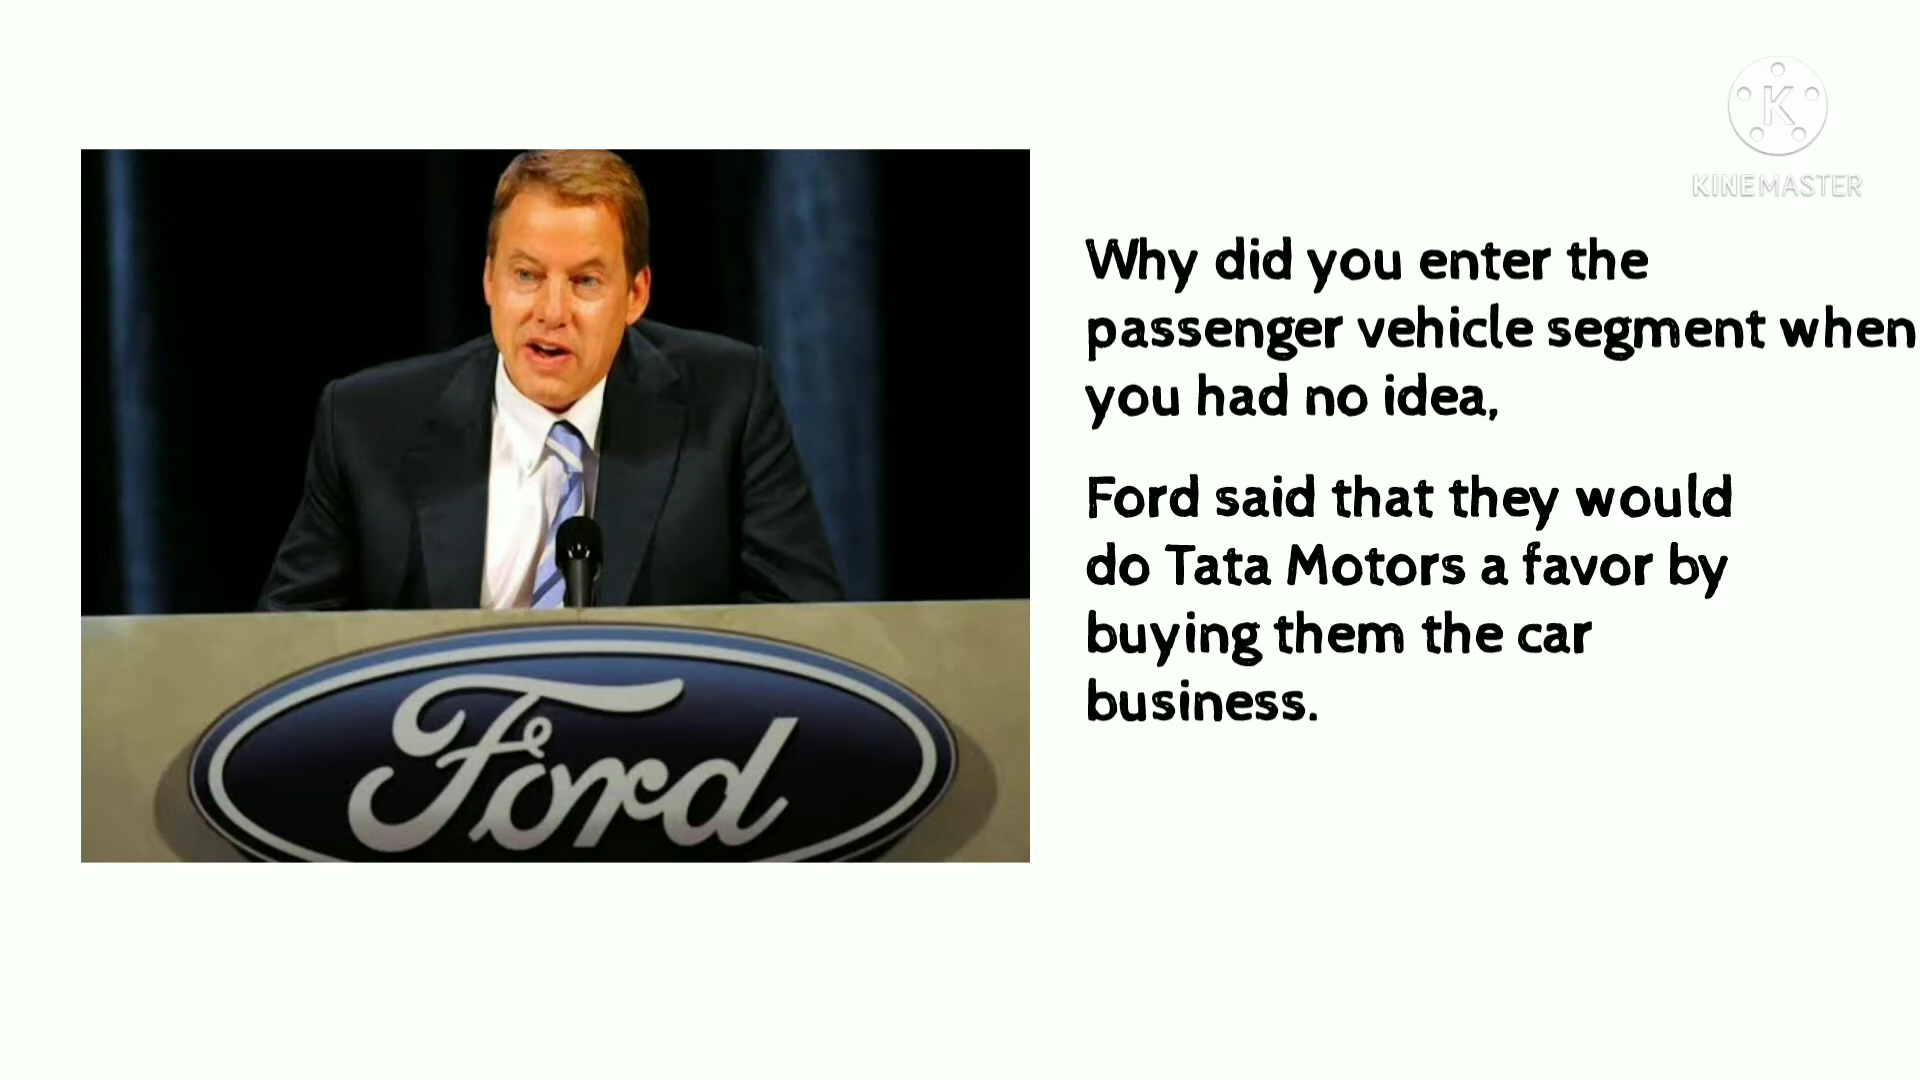 K
KINEMASTER
Why did you enter the
passenger vehicle segment when
you had no idea,
Ford said that they would
do Tata Motors a favor by
buying them the car
business.
Ford